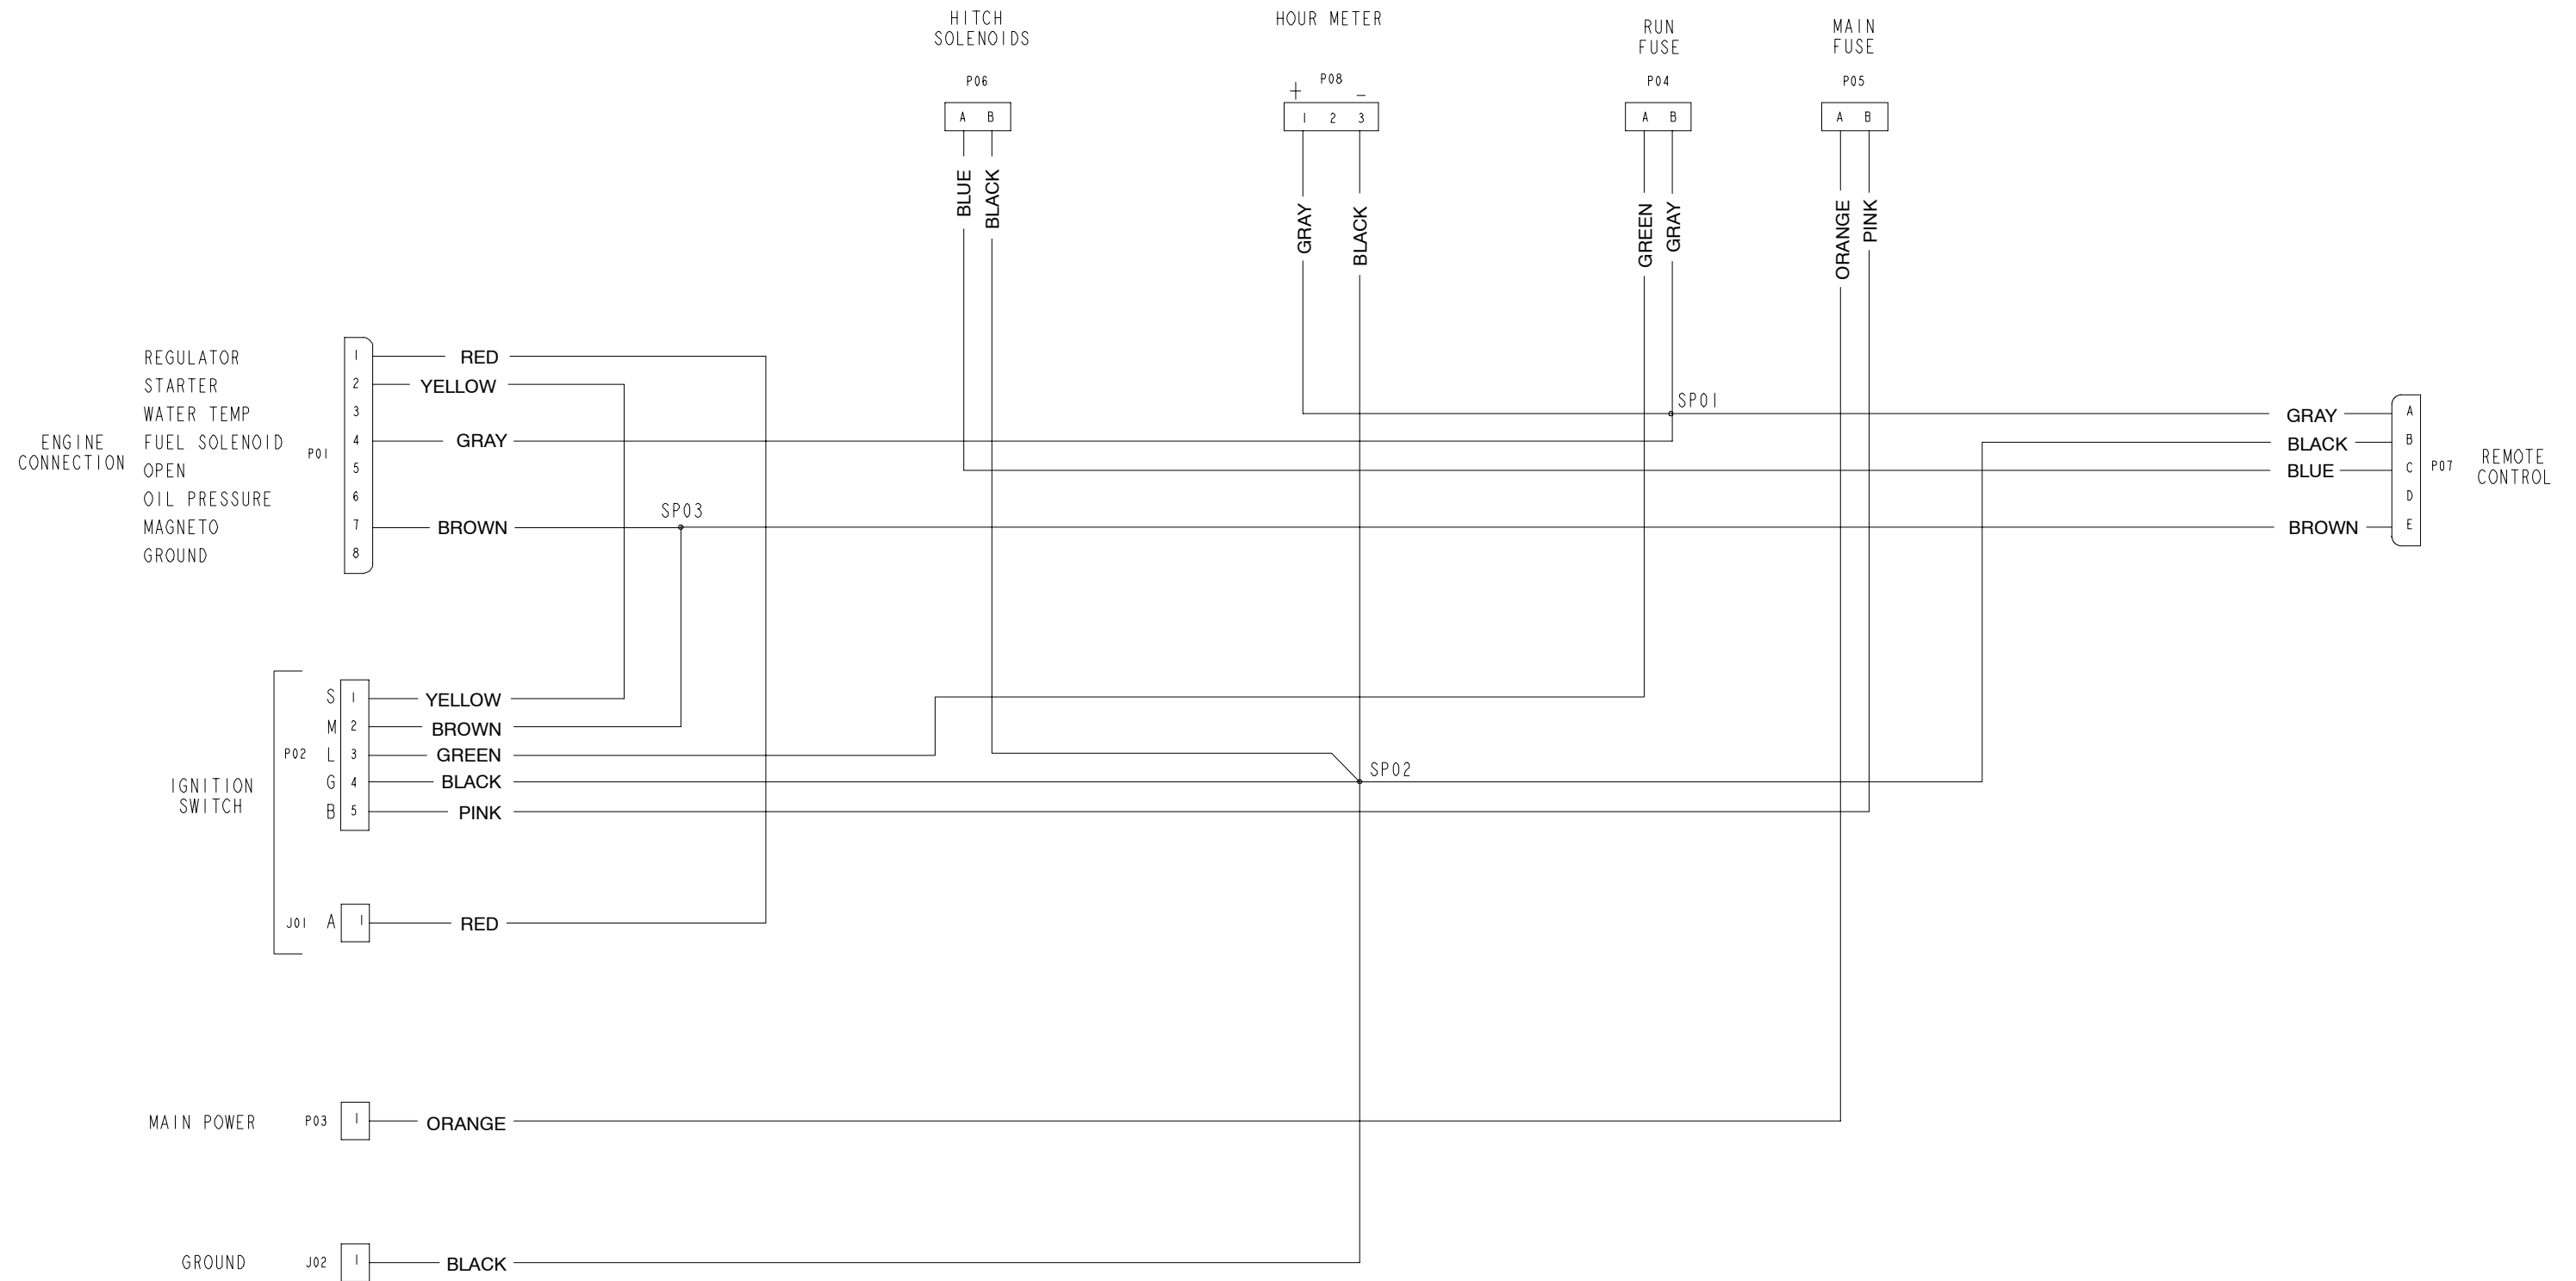 HITCH
SOLENOIDS
HOUR METER
RUN
FUSE
MAIN
FUSE
P06
P08
P04
P05
+ −
A B
1 2 3
A B
A B
BLUE
BLACK
GRAY
BLACK
GREEN
GRAY
ORANGE
PINK
ENGINE
CONNECTION
P01
REGULATOR 1 RED
STARTER 2 YELLOW
WATER TEMP 3
FUEL SOLENOID 4 GRAY
OPEN 5
OIL PRESSURE 6
MAGNETO 7 BROWN
GROUND 8
SP01
SP03
GRAY A
BLACK B
BLUE C
D
BROWN E
P07
REMOTE
CONTROL
IGNITION
SWITCH
P02
S 1 YELLOW
M 2 BROWN
L 3 GREEN
G 4 BLACK
B 5 PINK
SP02
J01 A 1 RED
MAIN POWER P03 1 ORANGE
GROUND J02 1 BLACK